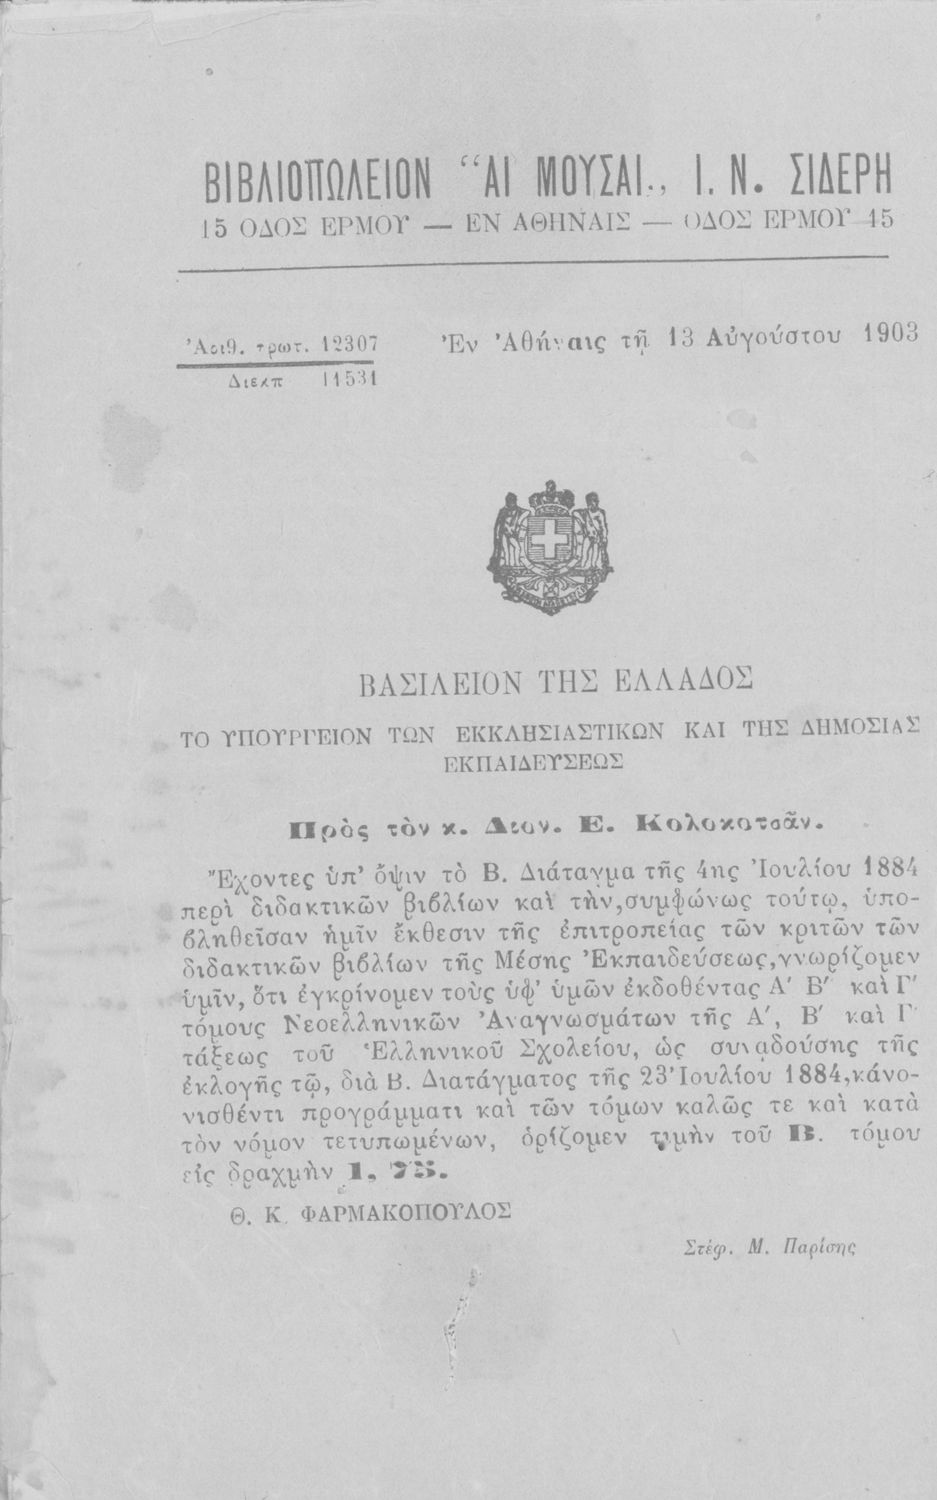 ΒΙΒΛΙΟΠΩΛΕΙΟΝ “ΑΙ ΜΟΥΣΑΙ,, Ι. Ν. ΣΙΔΕΡΗ
15 ΟΔΟΣ ΕΡΜΟΥ — ΕΝ ΑΘΗΝΑΙΣ — ΟΔΟΣ ΕΡΜΟΥ 15
Ἀριθ. πρωτ. 12307
Διεκπ 11531
Ἐν Ἀθήναις τῇ 13 Αὐγούστου 1903
ΒΑΣΙΛΕΙΟΝ ΤΗΣ ΕΛΛΑΔΟΣ
ΤΟ ΥΠΟΥΡΓΕΙΟΝ ΤΩΝ ΕΚΚΛΗΣΙΑΣΤΙΚΩΝ ΚΑΙ ΤΗΣ ΔΗΜΟΣΙΑΣ
ΕΚΠΑΙΔΕΥΣΕΩΣ
Πρὸς τὸν κ. Διον. Ε. Κολοκοτσᾶν.
Ἔχοντες ὑπ’ ὄψιν τὸ Β. Διάταγμα τῆς 4ης Ἰουλίου 1884
περὶ διδακτικῶν βιβλίων καὶ τὴν,συμφώνως τούτῳ, ὑπο-
βληθεῖσαν ἡμῖν ἔκθεσιν τῆς ἐπιτροπείας τῶν κριτῶν τῶν
διδακτικῶν βιβλίων τῆς Μέσης Ἐκπαιδεύσεως,γνωρίζομεν
ὑμῖν, ὅτι ἐγκρίνομεν τοὺς ὑφ’ ὑμῶν ἐκδοθέντας Α′ Β′ καὶ Γ′
τόμους Νεοελληνικῶν Ἀναγνωσμάτων τῆς Α′, Β′ καὶ Γ′
τάξεως τοῦ Ἑλληνικοῦ Σχολείου, ὡς συναδούσης τῆς
ἐκλογῆς τῷ, διὰ Β. Διατάγματος τῆς 23 Ἰουλίου 1884,κάνο-
νισθέντι προγράμματι καὶ τῶν τόμων καλῶς τε καὶ κατὰ
τὸν νόμον τετυπωμένων, ὁρίζομεν τιμὴν τοῦ Β. τόμου
εἰς δραχμὴν 1, 75.
Θ. Κ. ΦΑΡΜΑΚΟΠΟΥΛΟΣ
Στέφ. Μ. Παρίσης